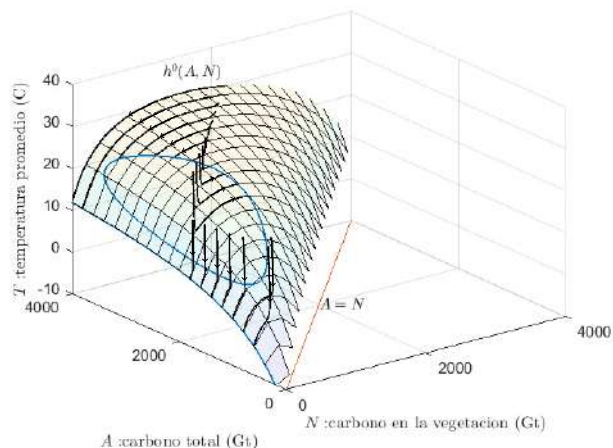 h⁰(A, N)
40
30
20
10
0
-10
T :temperatura promedio (C)
4000
2000
0
A :carbono total (Gt)
A = N
0
2000
4000
N :carbono en la vegetacion (Gt)